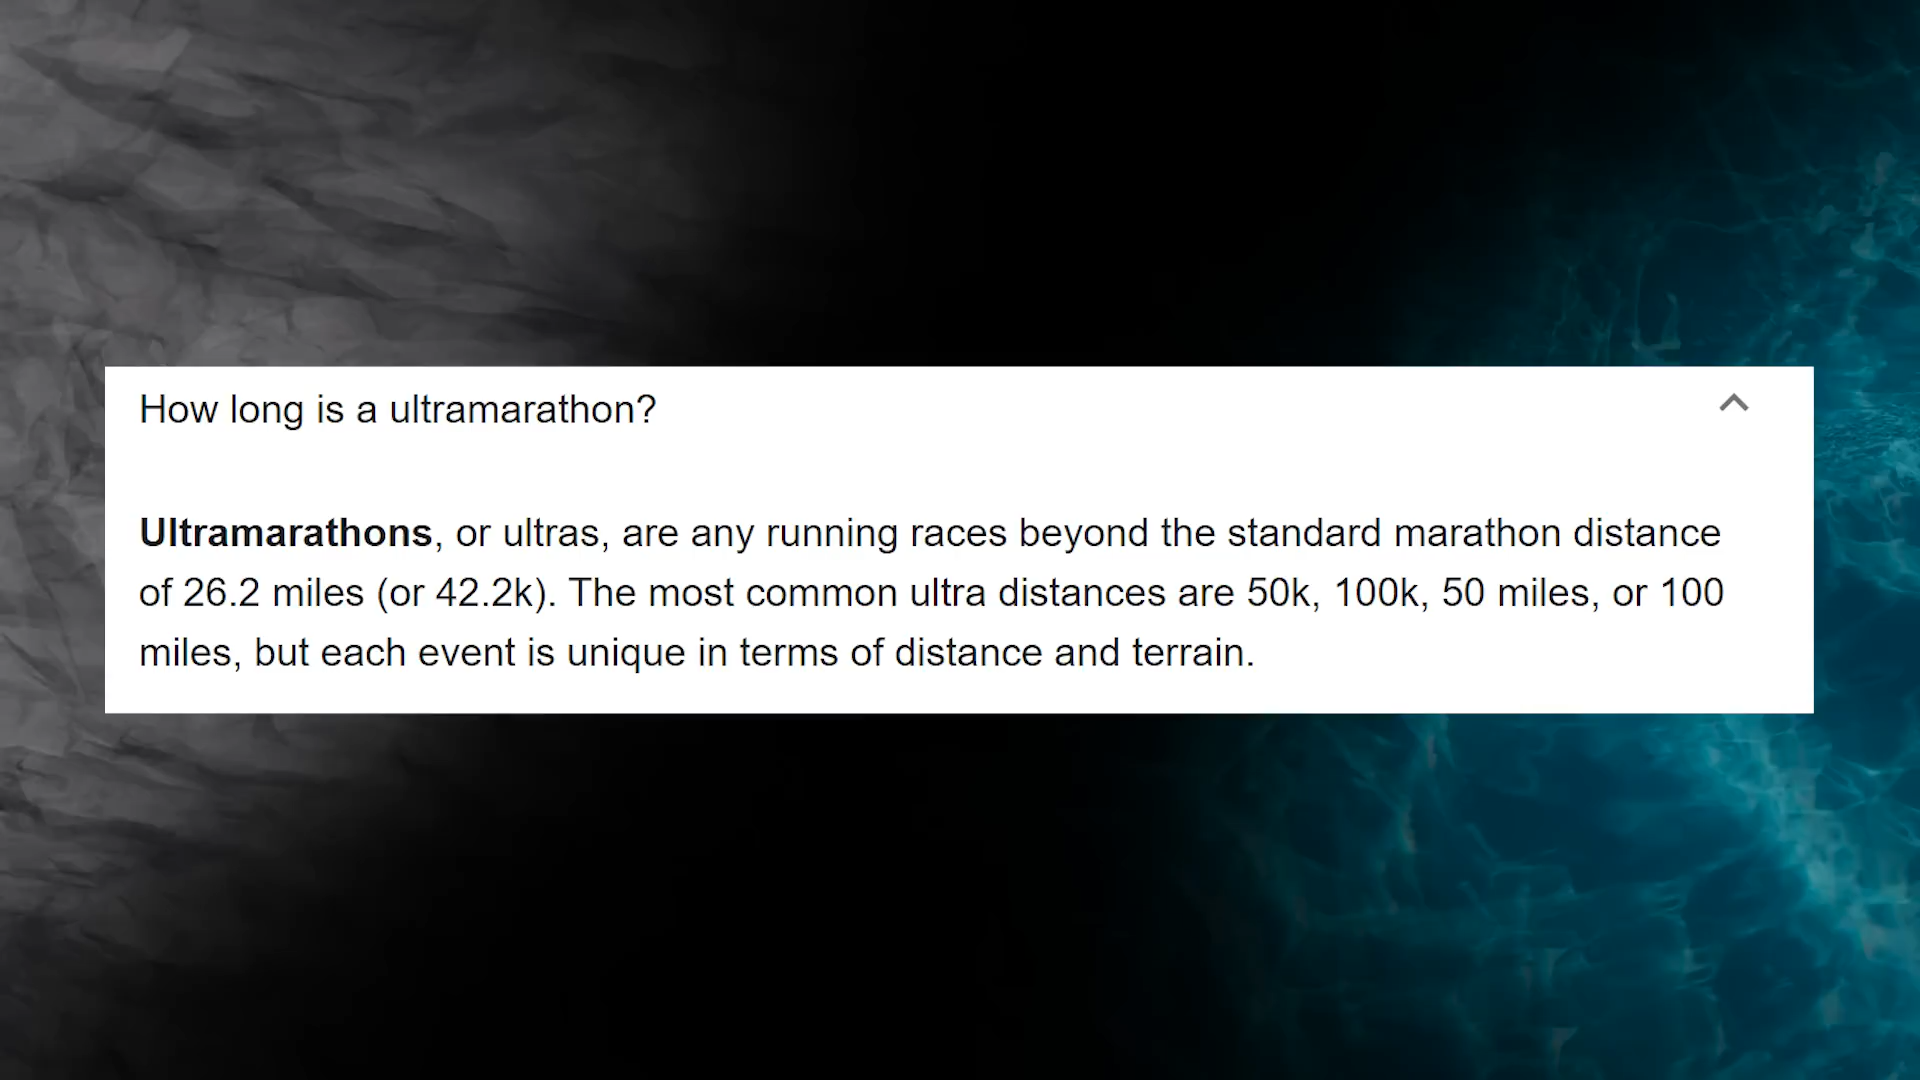 How long is a ultramarathon?
Ultramarathons, or ultras, are any running races beyond the standard marathon distance
of 26.2 miles (or 42.2k). The most common ultra distances are 50k, 100k, 50 miles, or 100
miles, but each event is unique in terms of distance and terrain.